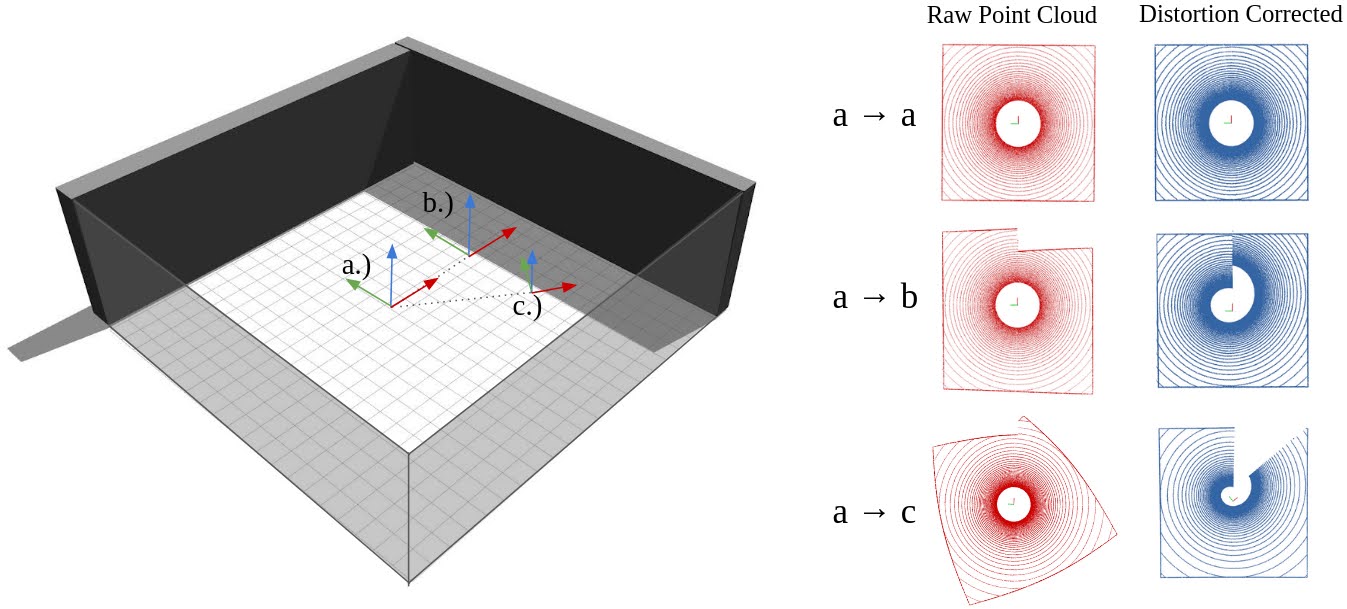 Raw Point Cloud
Distortion Corrected
a.)
b.)
c.)
a → a
a → b
a → c